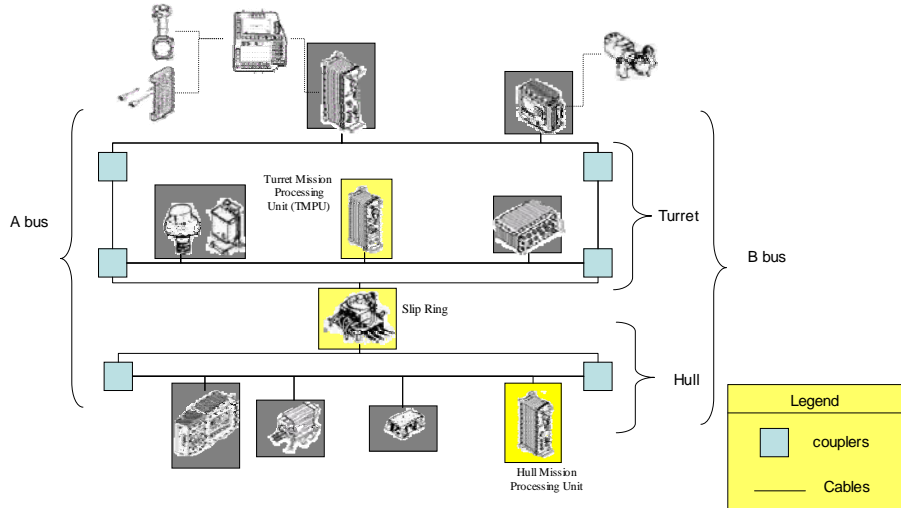 Turret Mission
Processing
Unit (TMPU)
Turret
A bus
B bus
Slip Ring
Hull
Legend
couplers
Cables
Hull Mission
Processing Unit